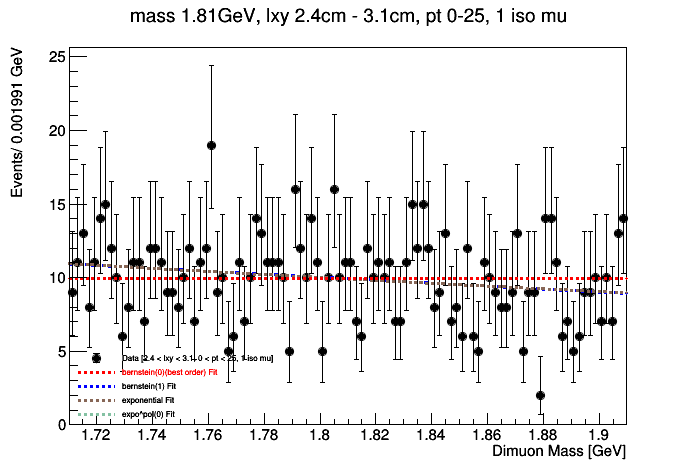 mass 1.81GeV, lxy 2.4cm - 3.1cm, pt 0-25, 1 iso mu
Events/ 0.001991 GeV
25
20
15
10
5
0
Data [2.4 < lxy < 3.1, 0 < pt < 25, 1 iso mu]
bernstein(0)(best order) Fit
bernstein(1) Fit
exponential Fit
expo*pol(0) Fit
1.72 1.74 1.76 1.78 1.8 1.82 1.84 1.86 1.88 1.9
Dimuon Mass [GeV]